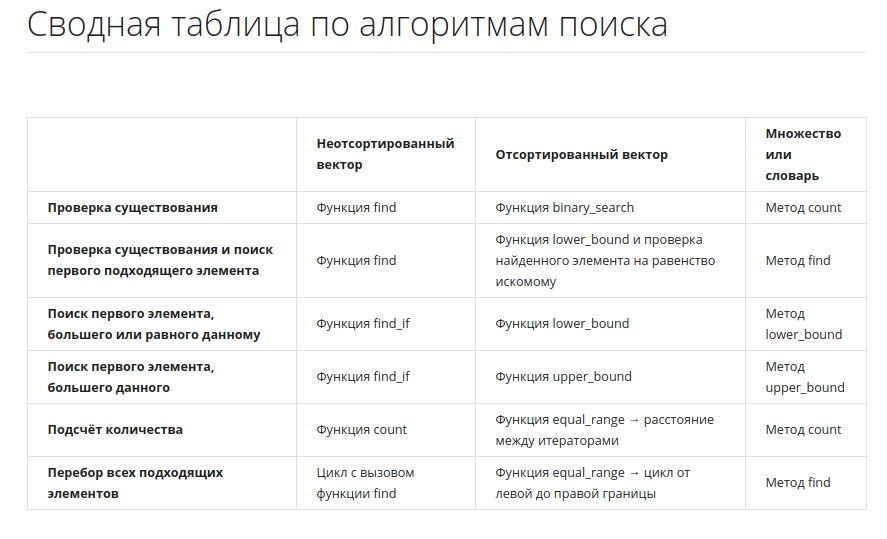 Сводная таблица по алгоритмам поиска
Неотсортированный
вектор
Отсортированный вектор
Множество
или
словарь
Проверка существования
Функция find
Функция binary_search
Метод count
Проверка существования и поиск
первого подходящего элемента
Функция find
Функция lower_bound и проверка
найденного элемента на равенство
искомому
Метод find
Поиск первого элемента,
большего или равного данному
Функция find_if
Функция lower_bound
Метод
lower_bound
Поиск первого элемента,
большего данного
Функция find_if
Функция upper_bound
Метод
upper_bound
Подсчёт количества
Функция count
Функция equal_range → расстояние
между итераторами
Метод count
Перебор всех подходящих
элементов
Цикл с вызовом
функции find
Функция equal_range → цикл от
левой до правой границы
Метод find